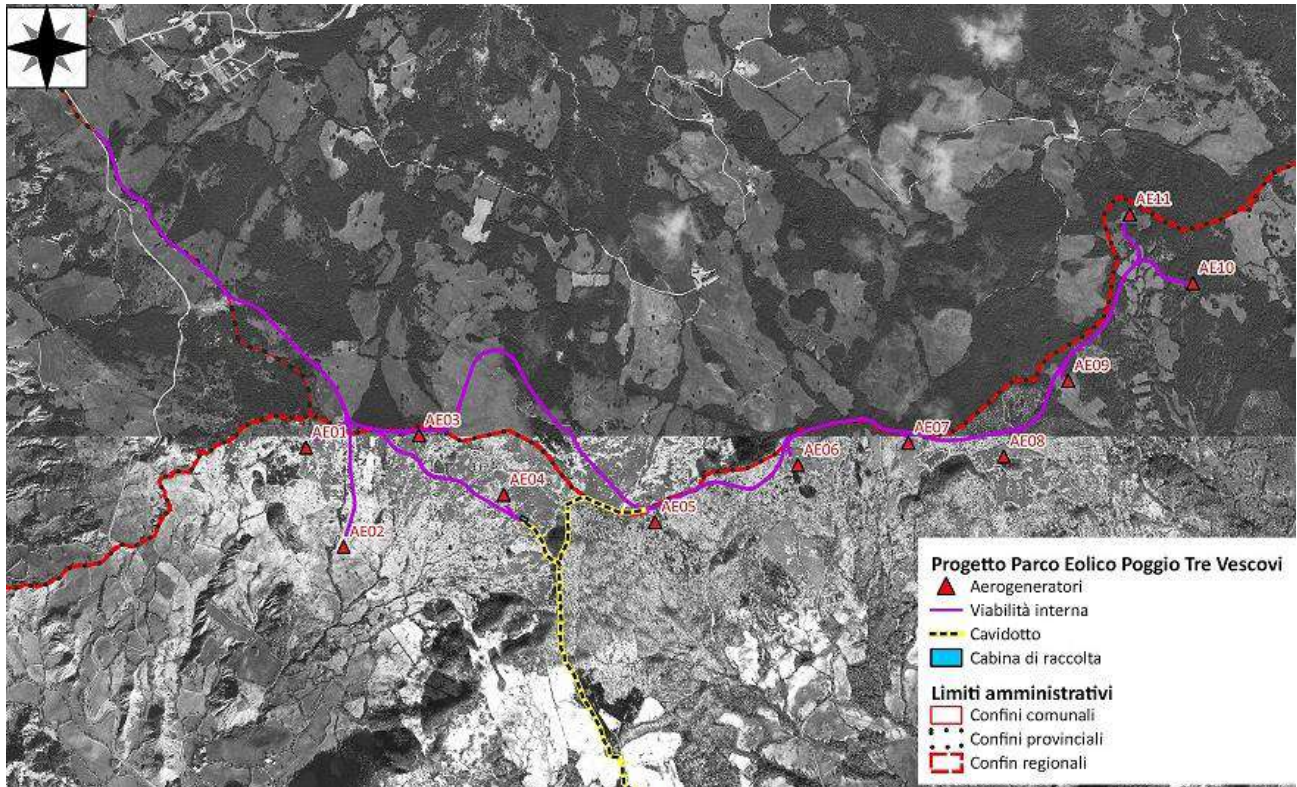 AE11
AE10
AE09
AE03
AE01
AE07
AE08
AE06
AE04
AE05
AE02
Progetto Parco Eolico Poggio Tre Vescovi
Aerogeneratori
Viabilità interna
Cavidotto
Cabina di raccolta
Limiti amministrativi
Confini comunali
Confini provinciali
Confin regionali